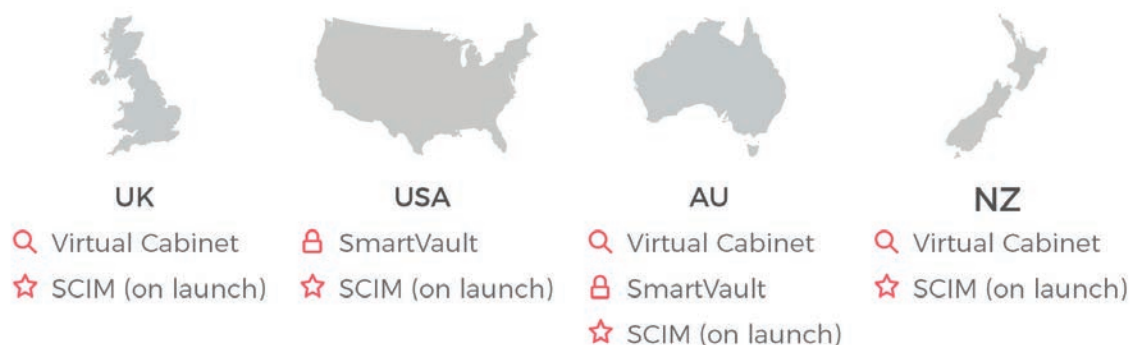 UK
Virtual Cabinet
SCIM (on launch)
USA
SmartVault
SCIM (on launch)
AU
Virtual Cabinet
SmartVault
SCIM (on launch)
NZ
Virtual Cabinet
SCIM (on launch)